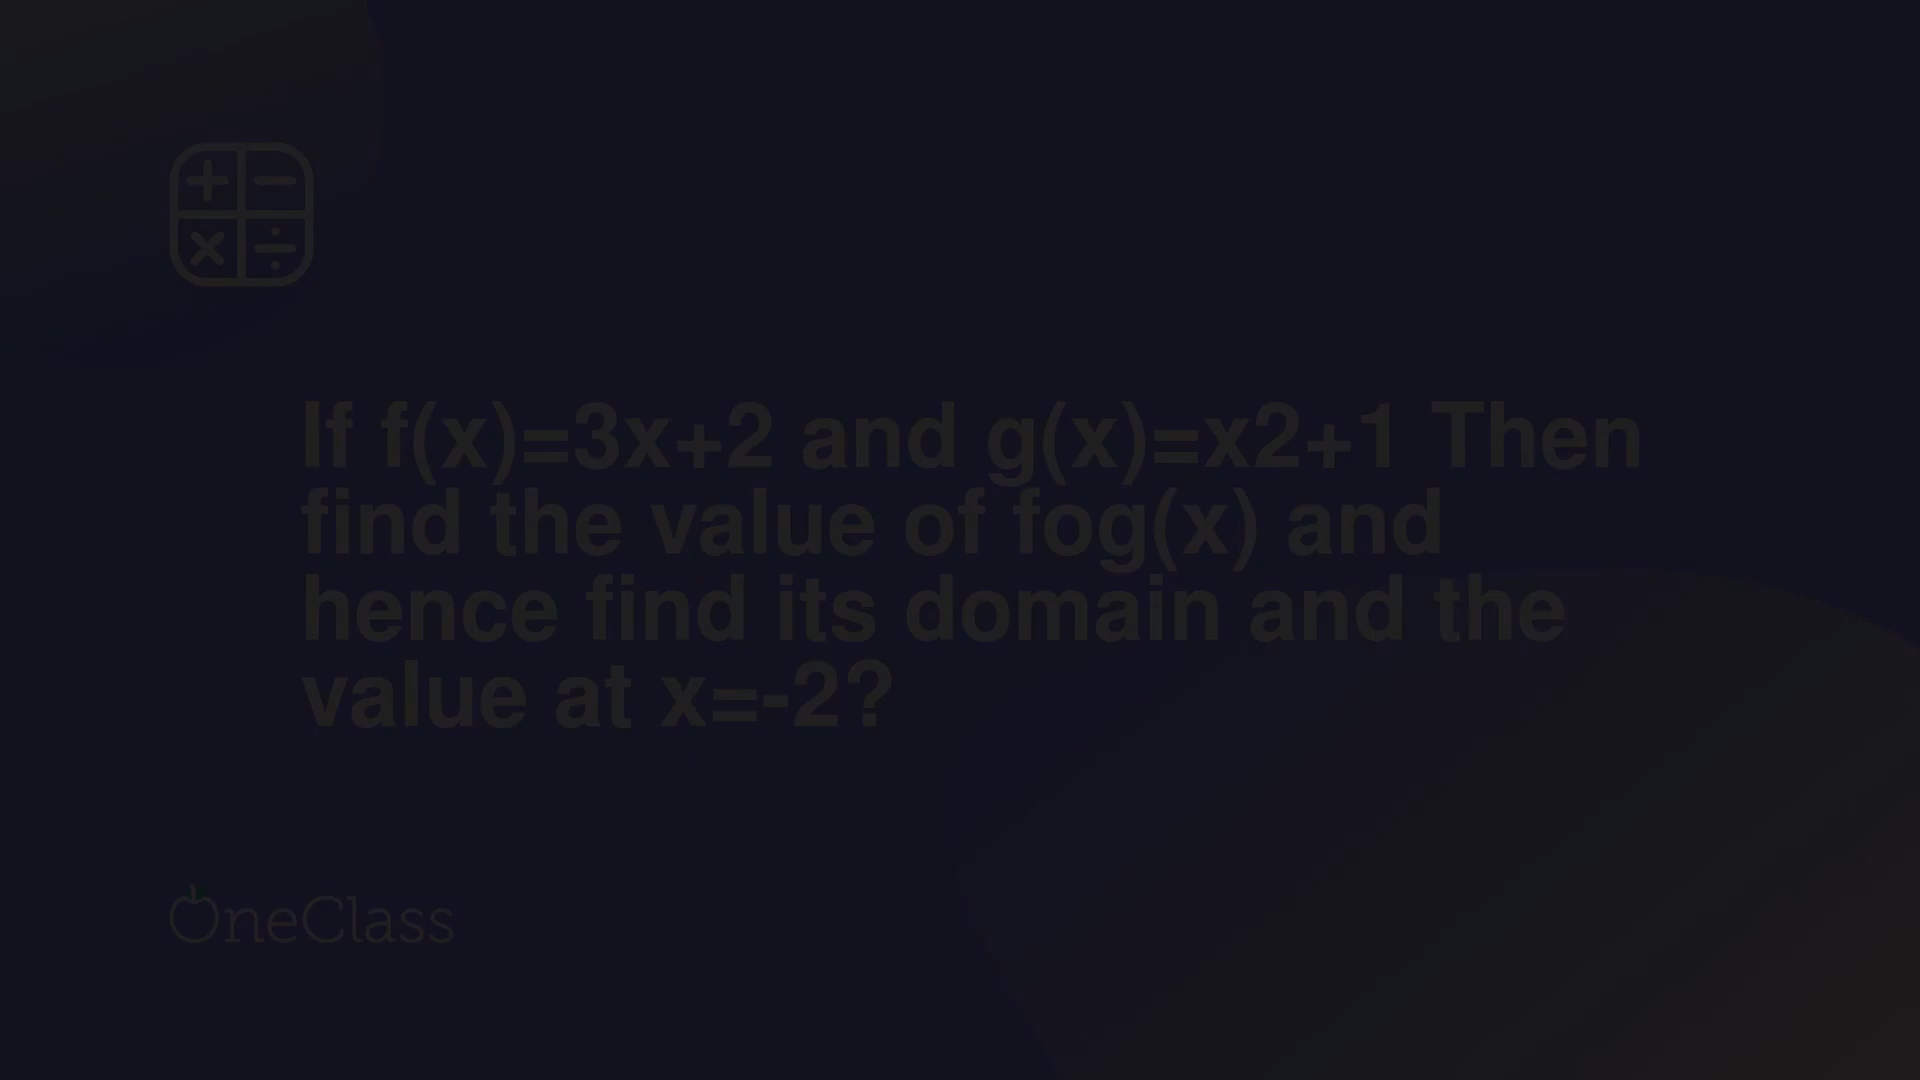 If f(x)=3x+2 and g(x)=x2+1 Then
find the value of fog(x) and
hence find its domain and the
value at x=-2?
OneClass